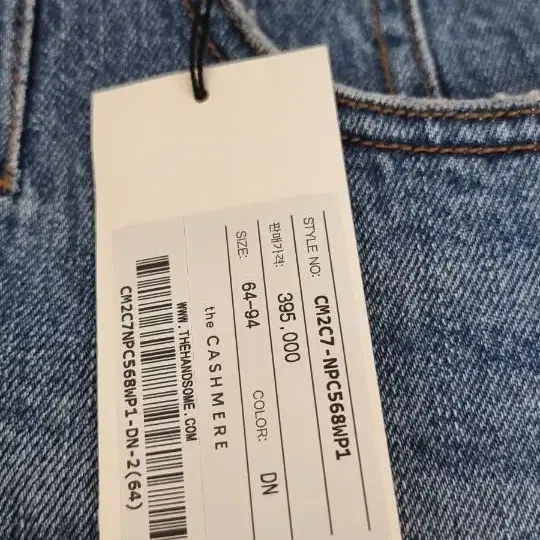 STYLE NO: CM2C7-NPC568WP1
판매가격: 395,000
SIZE: 64-94 COLOR: DN
the CASHMERE
WWW.THEHANDSOME.COM
CM2C7NPC568WP1-DN-2(64)